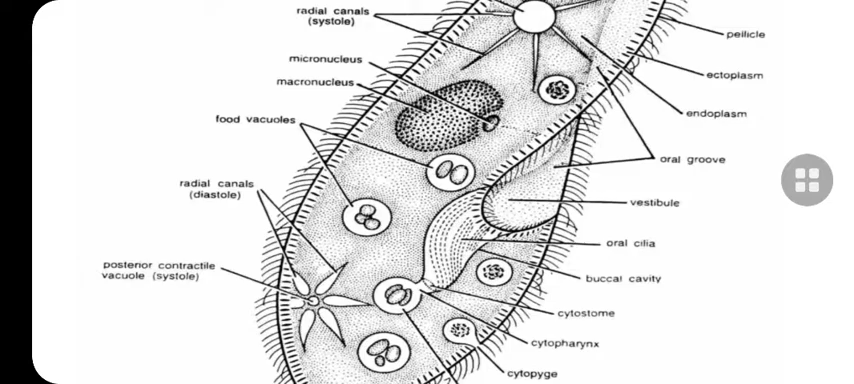 radial canals
(systole)
micronucleus
macronucleus
food vacuoles
radial canals
(diastole)
posterior contractile
vacuole (systole)
pellicle
ectoplasm
endoplasm
oral groove
vestibule
oral cilia
buccal cavity
cytostome
cytopharynx
cytopyge